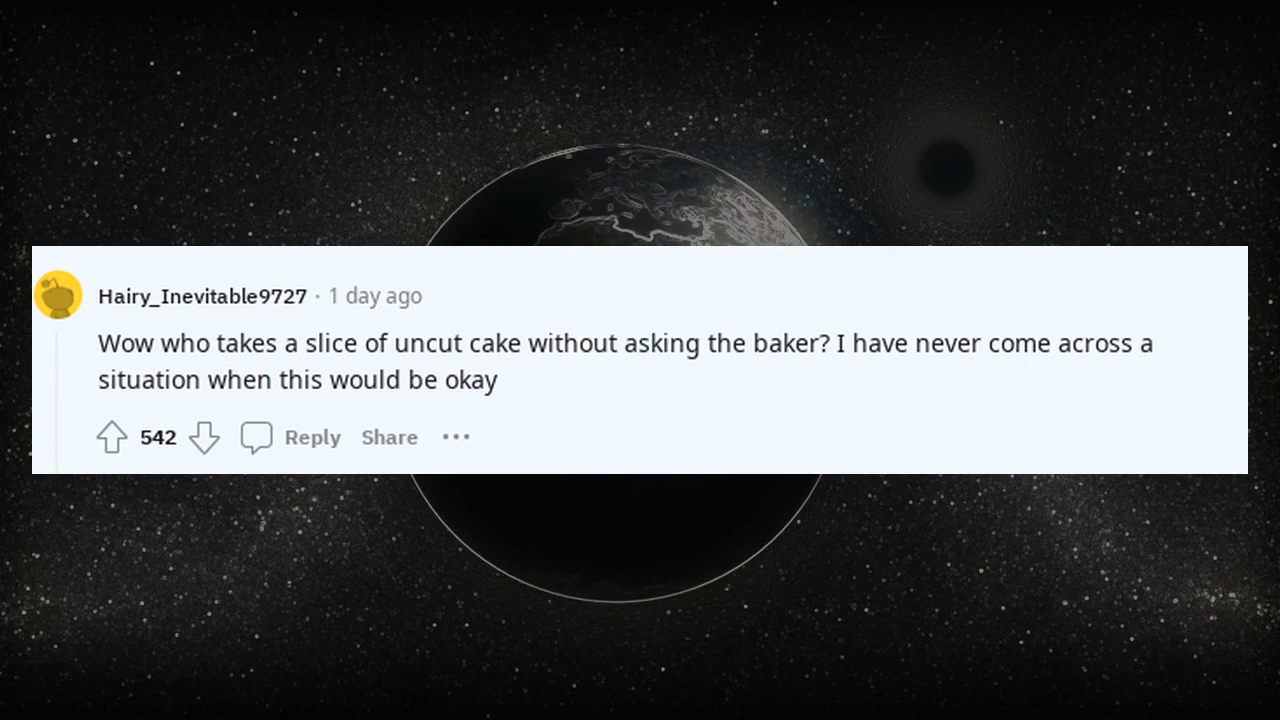 Hairy_Inevitable9727 · 1 day ago
Wow who takes a slice of uncut cake without asking the baker? I have never come across a
situation when this would be okay
542 Reply Share •••